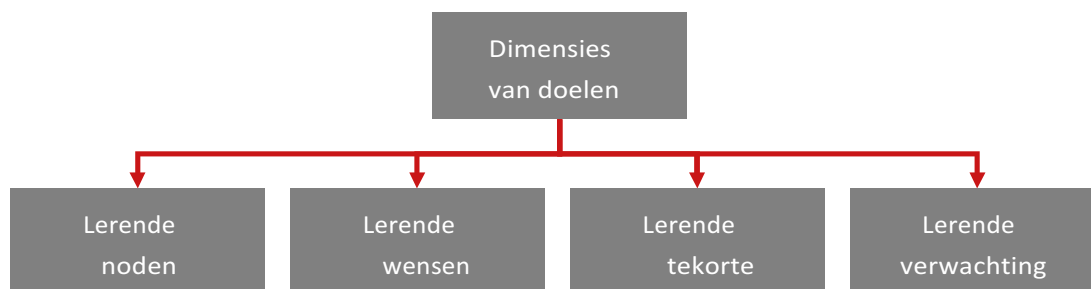 Dimensies
van doelen
Lerende
noden
Lerende
wensen
Lerende
tekorte
Lerende
verwachting